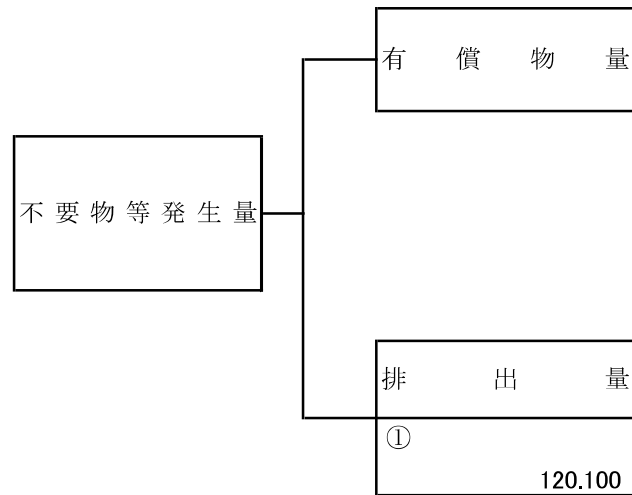 有償物量
不要物等発生量
排出量
①
120.100